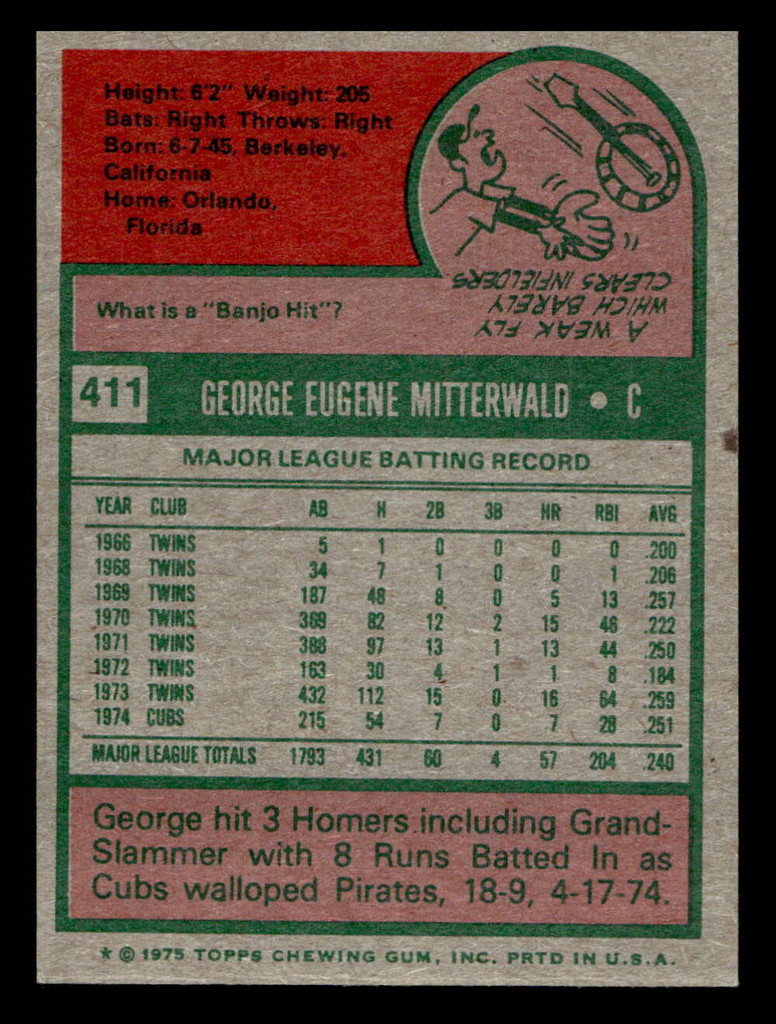 Height: 6'2" Weight: 205
Bats: Right Throws: Right
Born: 6-7-45, Berkeley,
California
Home: Orlando,
Florida
What is a "Banjo Hit"?
A WEAK FLY
WHICH BARELY
CLEARS INFIELDERS
411 GEORGE EUGENE MITTERWALD • C
MAJOR LEAGUE BATTING RECORD
YEAR CLUB AB H 2B 3B HR RBI AVG
1966 TWINS 5 1 0 0 0 0 .200
1968 TWINS 34 7 1 0 0 1 .206
1969 TWINS 187 48 8 0 5 13 .257
1970 TWINS 369 82 12 2 15 46 .222
1971 TWINS 388 97 13 1 13 44 .250
1972 TWINS 163 30 4 1 1 8 .184
1973 TWINS 432 112 15 0 16 64 .259
1974 CUBS 215 54 7 0 7 28 .251
MAJOR LEAGUE TOTALS 1793 431 60 4 57 204 .240
George hit 3 Homers including Grand-
Slammer with 8 Runs Batted In as
Cubs walloped Pirates, 18-9, 4-17-74.
* © 1975 TOPPS CHEWING GUM, INC. PRTD IN U.S.A.